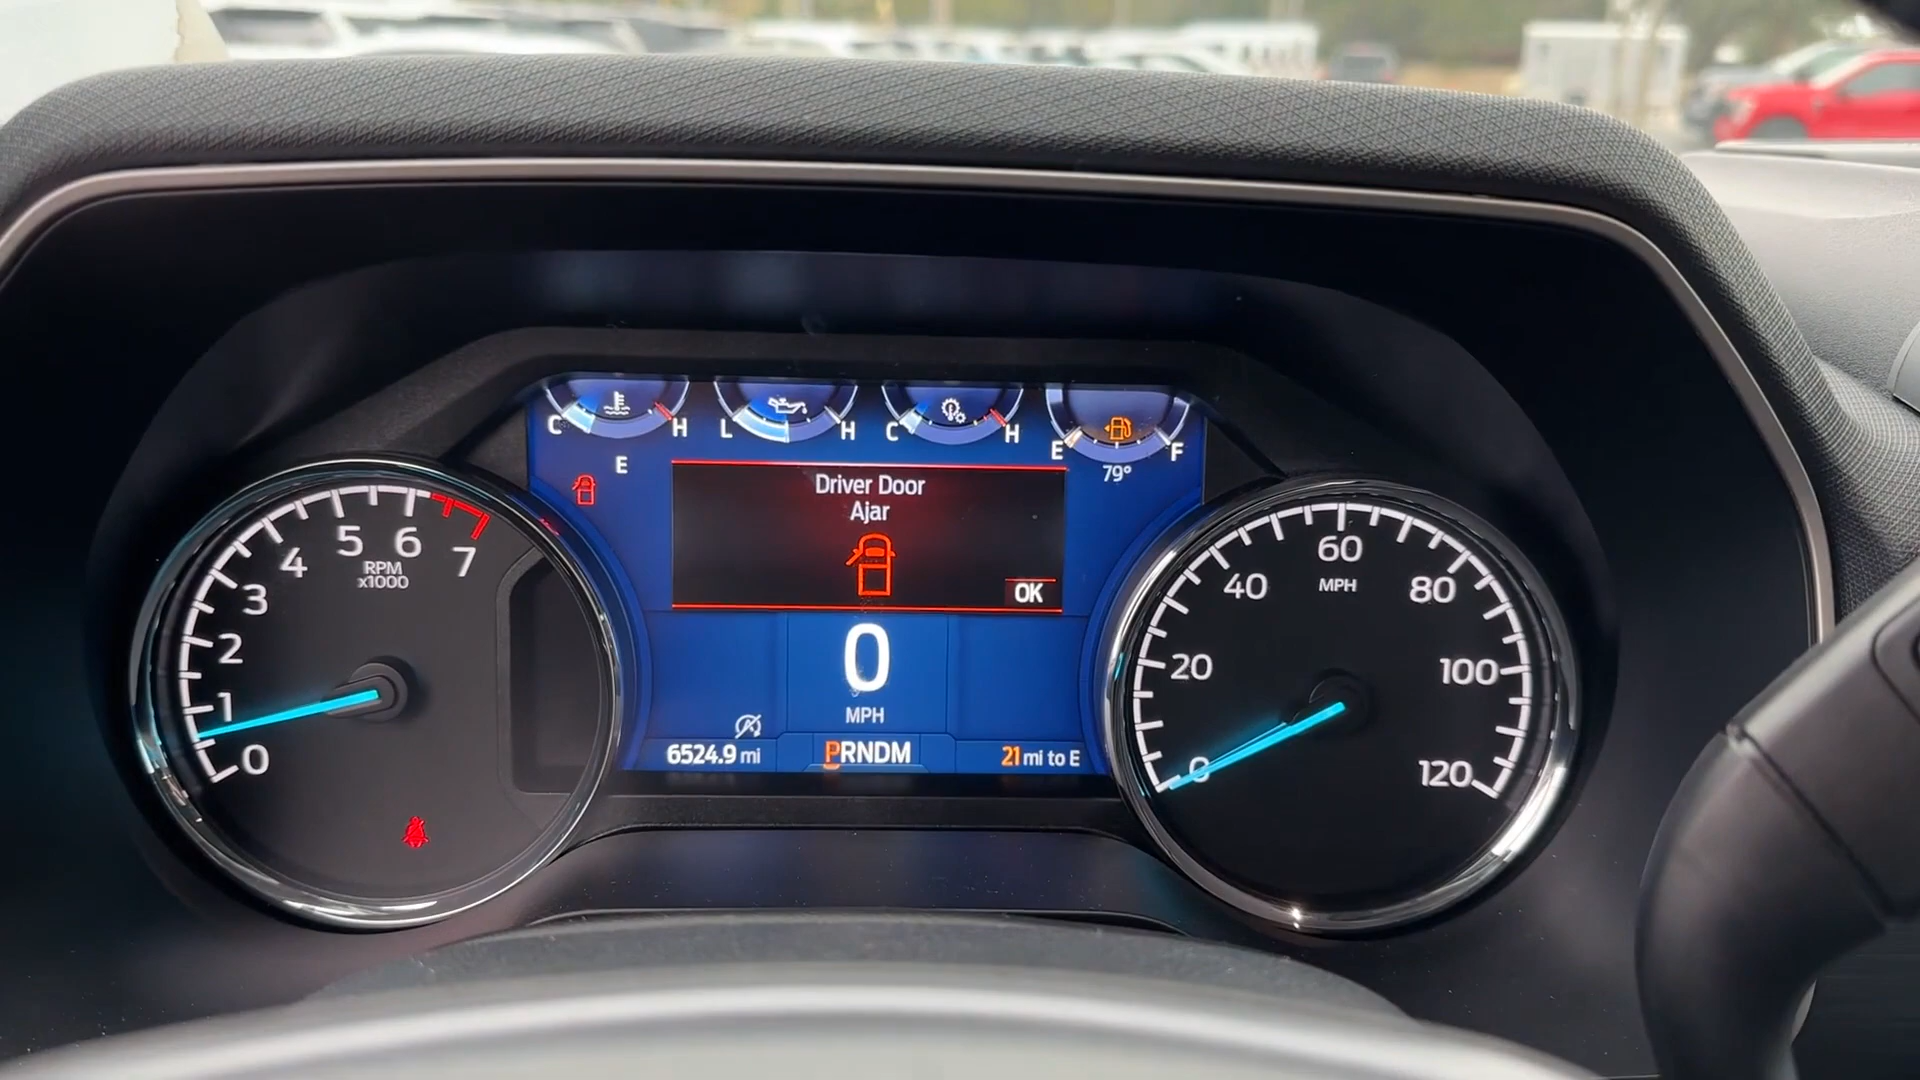 C H L H C H E F
E
79°
Driver Door
Ajar
OK
0
MPH
6524.9 mi
PRNDM
21 mi to E
0 1 2 3 4 5 6 7
RPM
x1000
0 20 40 60 80 100 120
MPH